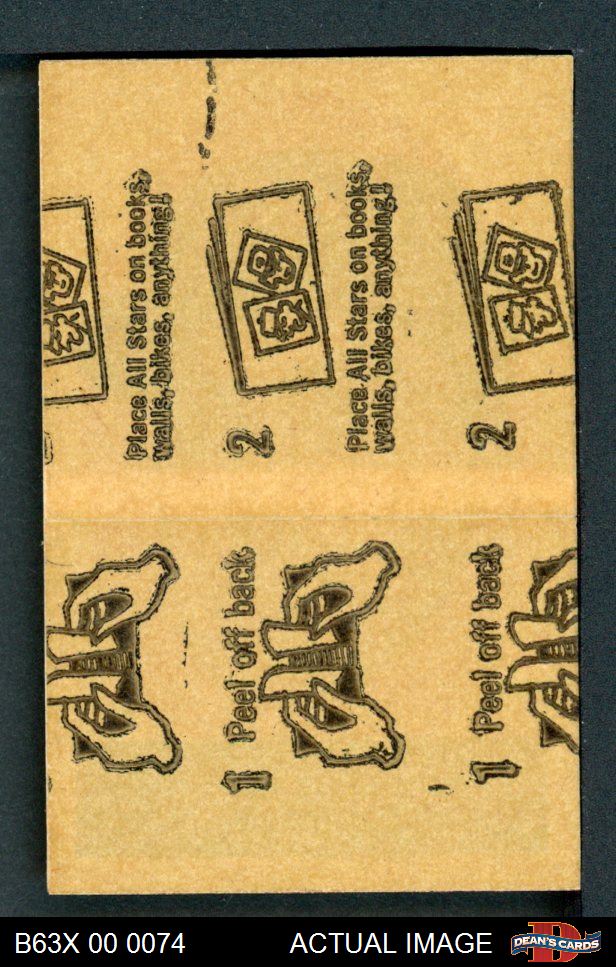 Place All Stars on books,
walls, bikes, anything!
2
Place All Stars on books,
walls, bikes, anything!
2
1 Peel off back
1 Peel off back
B63X 00 0074
ACTUAL IMAGE
DEAN'S CARDS